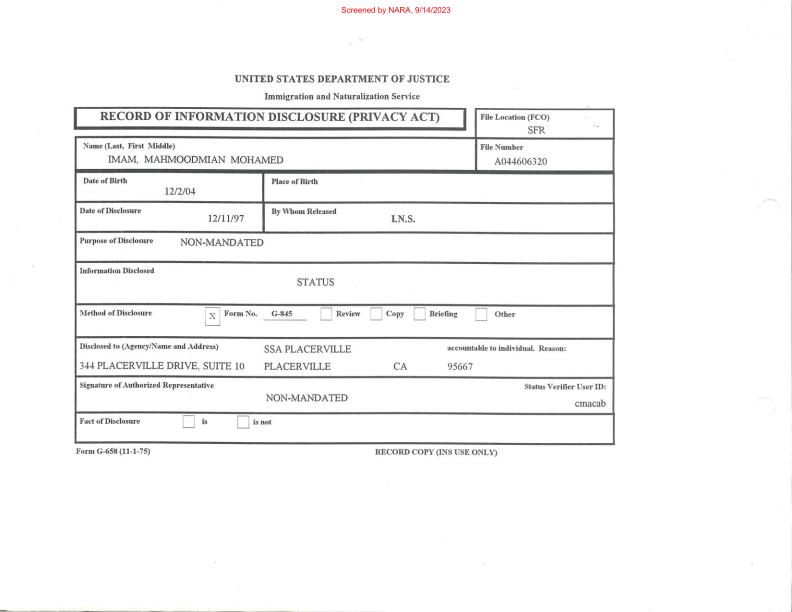 Screened by NARA, 9/14/2023
UNITED STATES DEPARTMENT OF JUSTICE
Immigration and Naturalization Service
RECORD OF INFORMATION DISCLOSURE (PRIVACY ACT)
File Location (FCO)
SFR
Name (Last, First Middle)
IMAM, MAHMOODMIAN MOHAMED
File Number
A044606320
Date of Birth
12/2/04
Place of Birth
Date of Disclosure
12/11/97
By Whom Released
I.N.S.
Purpose of Disclosure NON-MANDATED
Information Disclosed
STATUS
Method of Disclosure X Form No. G-845 Review Copy Briefing Other
Disclosed to (Agency/Name and Address) SSA PLACERVILLE accountable to individual. Reason:
344 PLACERVILLE DRIVE, SUITE 10 PLACERVILLE CA 95667
Signature of Authorized Representative
NON-MANDATED
Status Verifier User ID:
cmacab
Fact of Disclosure is is not
Form G-658 (11-1-75) RECORD COPY (INS USE ONLY)